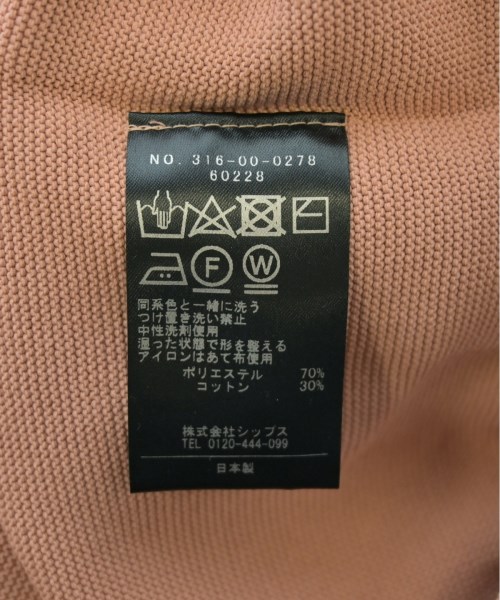 NO. 316-00-0278
60228
F W
同系色と一緒に洗う
つけ置き洗い禁止
中性洗剤使用
湿った状態で形を整える
アイロンはあて布使用
ポリエステル 70%
コットン 30%
株式会社シップス
TEL 0120-444-099
日本製